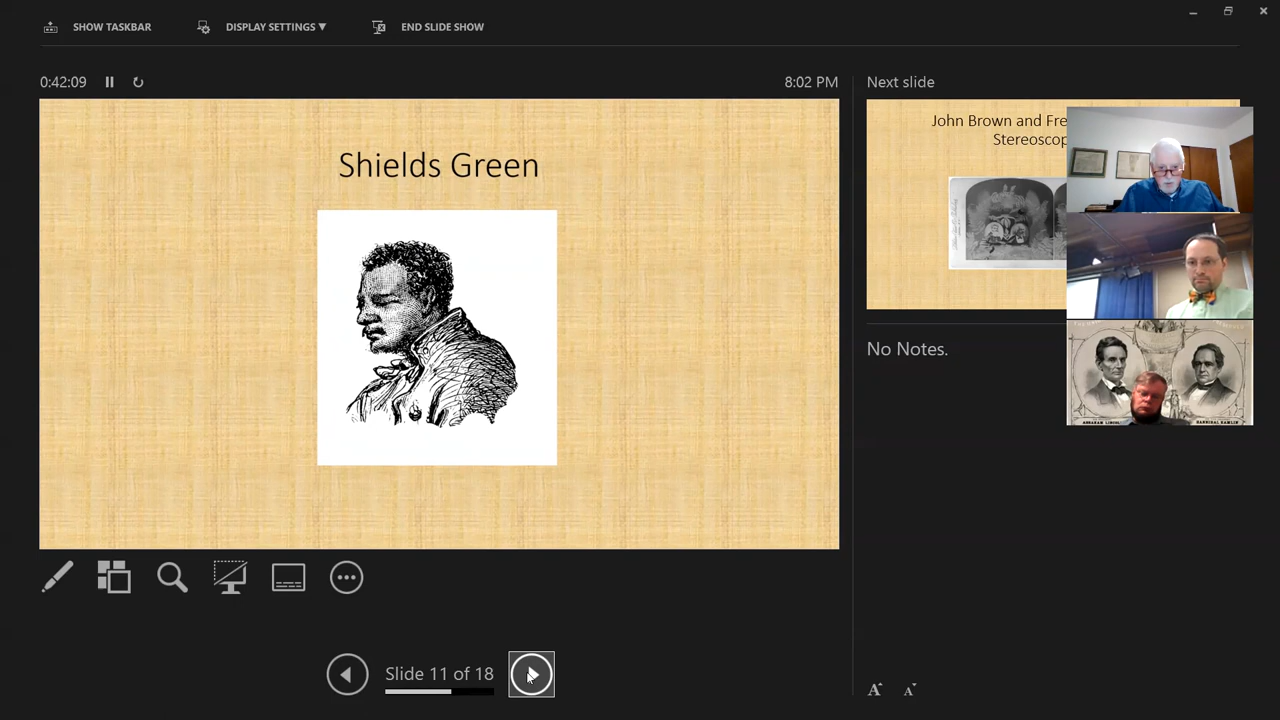 SHOW TASKBAR
DISPLAY SETTINGS ▼
END SLIDE SHOW
0:42:09
8:02 PM
Next slide
Shields Green
John Brown and Fre
Stereoscop
No Notes.
ABRAHAM LINCOLN
HANNIBAL HAMLIN
Slide 11 of 18
A
A